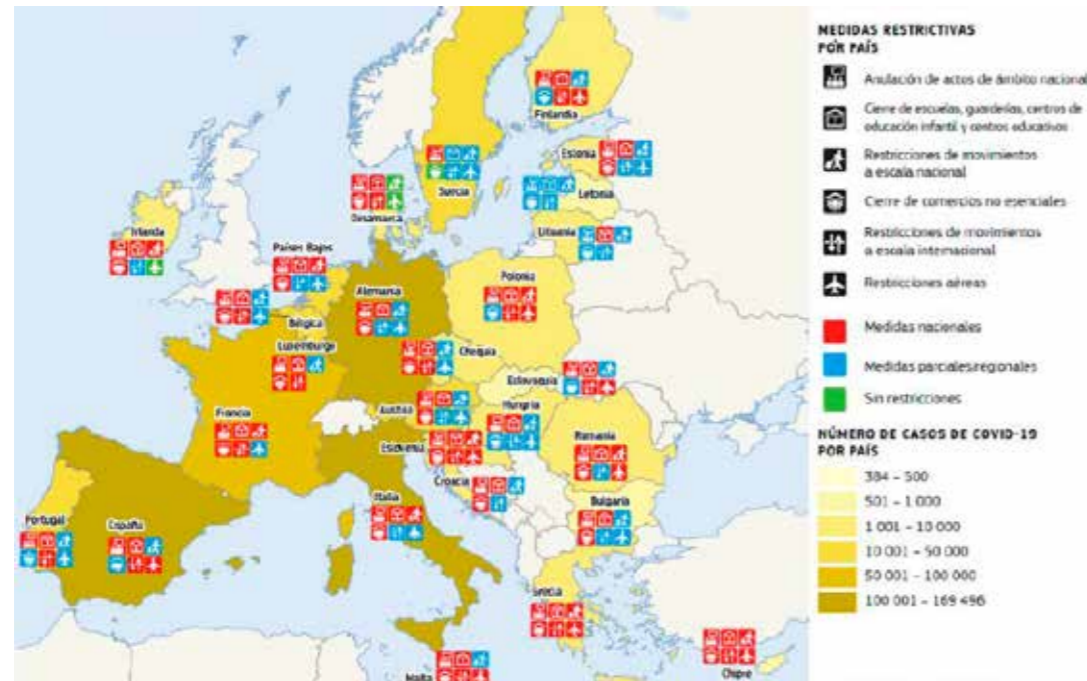 Finlandia
Estonia
Suecia
Letonia
Dinamarca
Lituania
Irlanda
Países Bajos
Polonia
Alemania
Bélgica
Luxemburgo
Chequia
Eslovaquia
Francia
Austria
Hungría
Eslovenia
Rumanía
Croacia
Italia
Bulgaria
Portugal
España
Grecia
Malta
Chipre
MEDIDAS RESTRICTIVAS
POR PAÍS
Anulación de actos de ámbito nacional
Cierre de escuelas, guarderías, centros de
educación infantil y centros educativos
Restricciones de movimientos
a escala nacional
Cierre de comercios no esenciales
Restricciones de movimientos
a escala internacional
Restricciones aéreas
Medidas nacionales
Medidas parciales/regionales
Sin restricciones
NÚMERO DE CASOS DE COVID-19
POR PAÍS
384 – 500
501 – 1 000
1 001 – 10 000
10 001 – 50 000
50 001 – 100 000
100 001 – 169 496